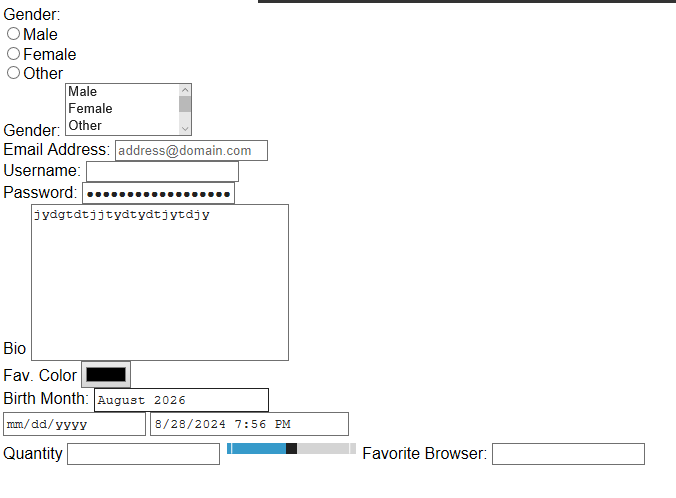 Gender:
Male
Female
Other
Male
Female
Other
Gender:
Email Address: address@domain.com
Username:
Password: ••••••••••••••••••
jydgtdtjjtydtydtjytdjy
Bio
Fav. Color
Birth Month: August 2026
mm/dd/yyyy 8/28/2024 7:56 PM
Quantity Favorite Browser: